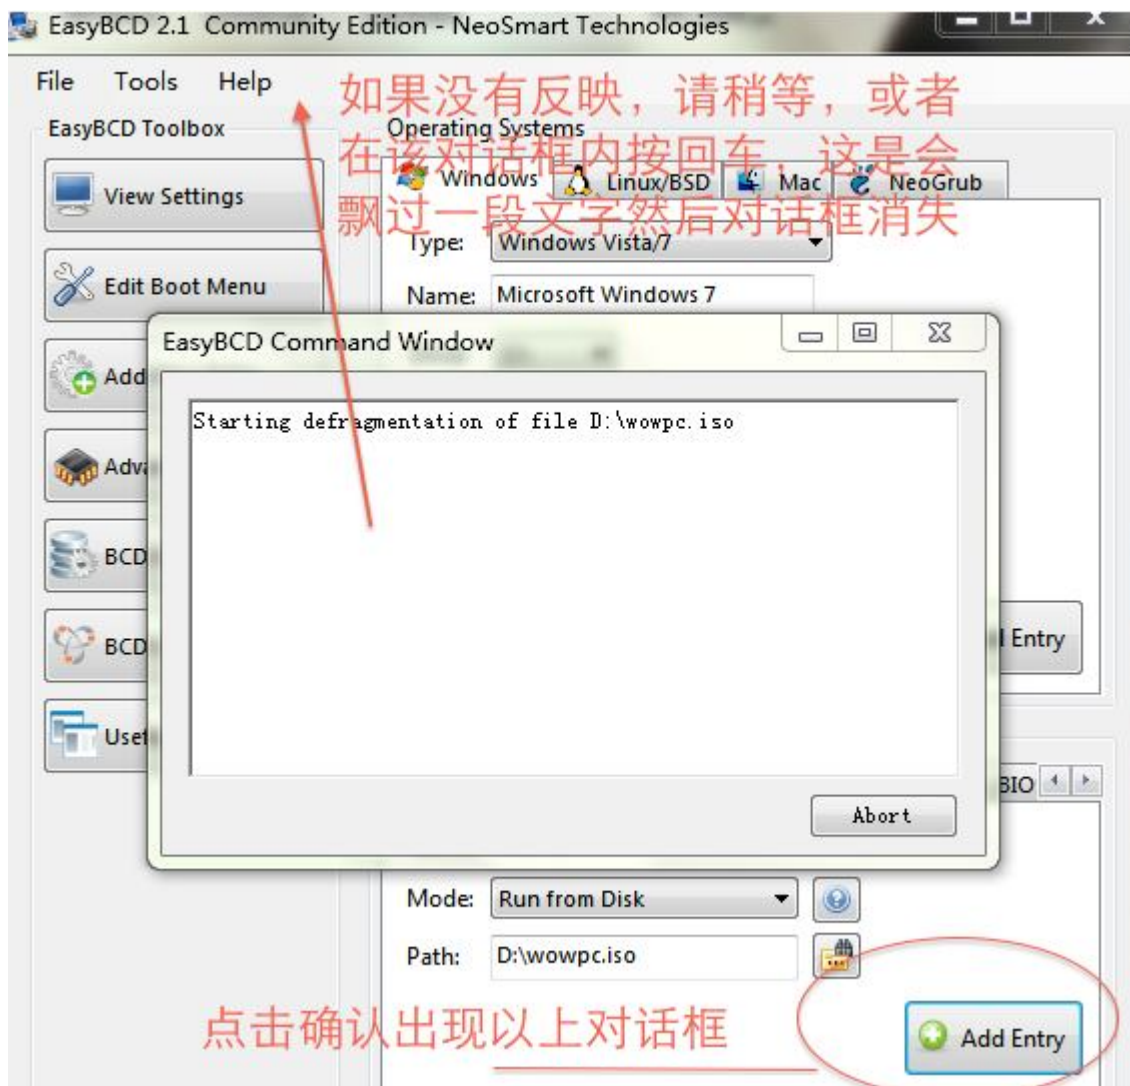 EasyBCD 2.1 Community Edition - NeoSmart Technologies
File Tools Help
如果没有反映，请稍等，或者
在该对话框内按回车，这是会
飘过一段文字然后对话框消失
EasyBCD Toolbox
Operating Systems
View Settings
Windows Linux/BSD Mac NeoGrub
Type: Windows Vista/7
Edit Boot Menu
Name: Microsoft Windows 7
EasyBCD Command Window
Add
Starting defragmentation of file D:\wowpc.iso
Adva
BCD
BCD
Entry
Usef
BIO
Abort
Mode: Run from Disk
Path: D:\wowpc.iso
点击确认出现以上对话框
Add Entry